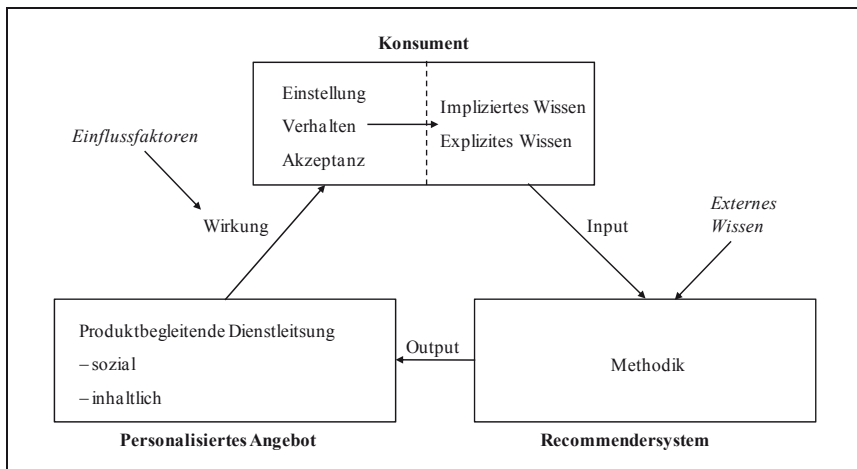 Konsument
Einstellung
Verhalten
Akzeptanz
Impliziertes Wissen
Explizites Wissen
Einflussfaktoren
Wirkung
Input
Externes
Wissen
Produktbegleitende Dienstleitsung
– sozial
– inhaltlich
Output
Methodik
Personalisiertes Angebot
Recommendersystem